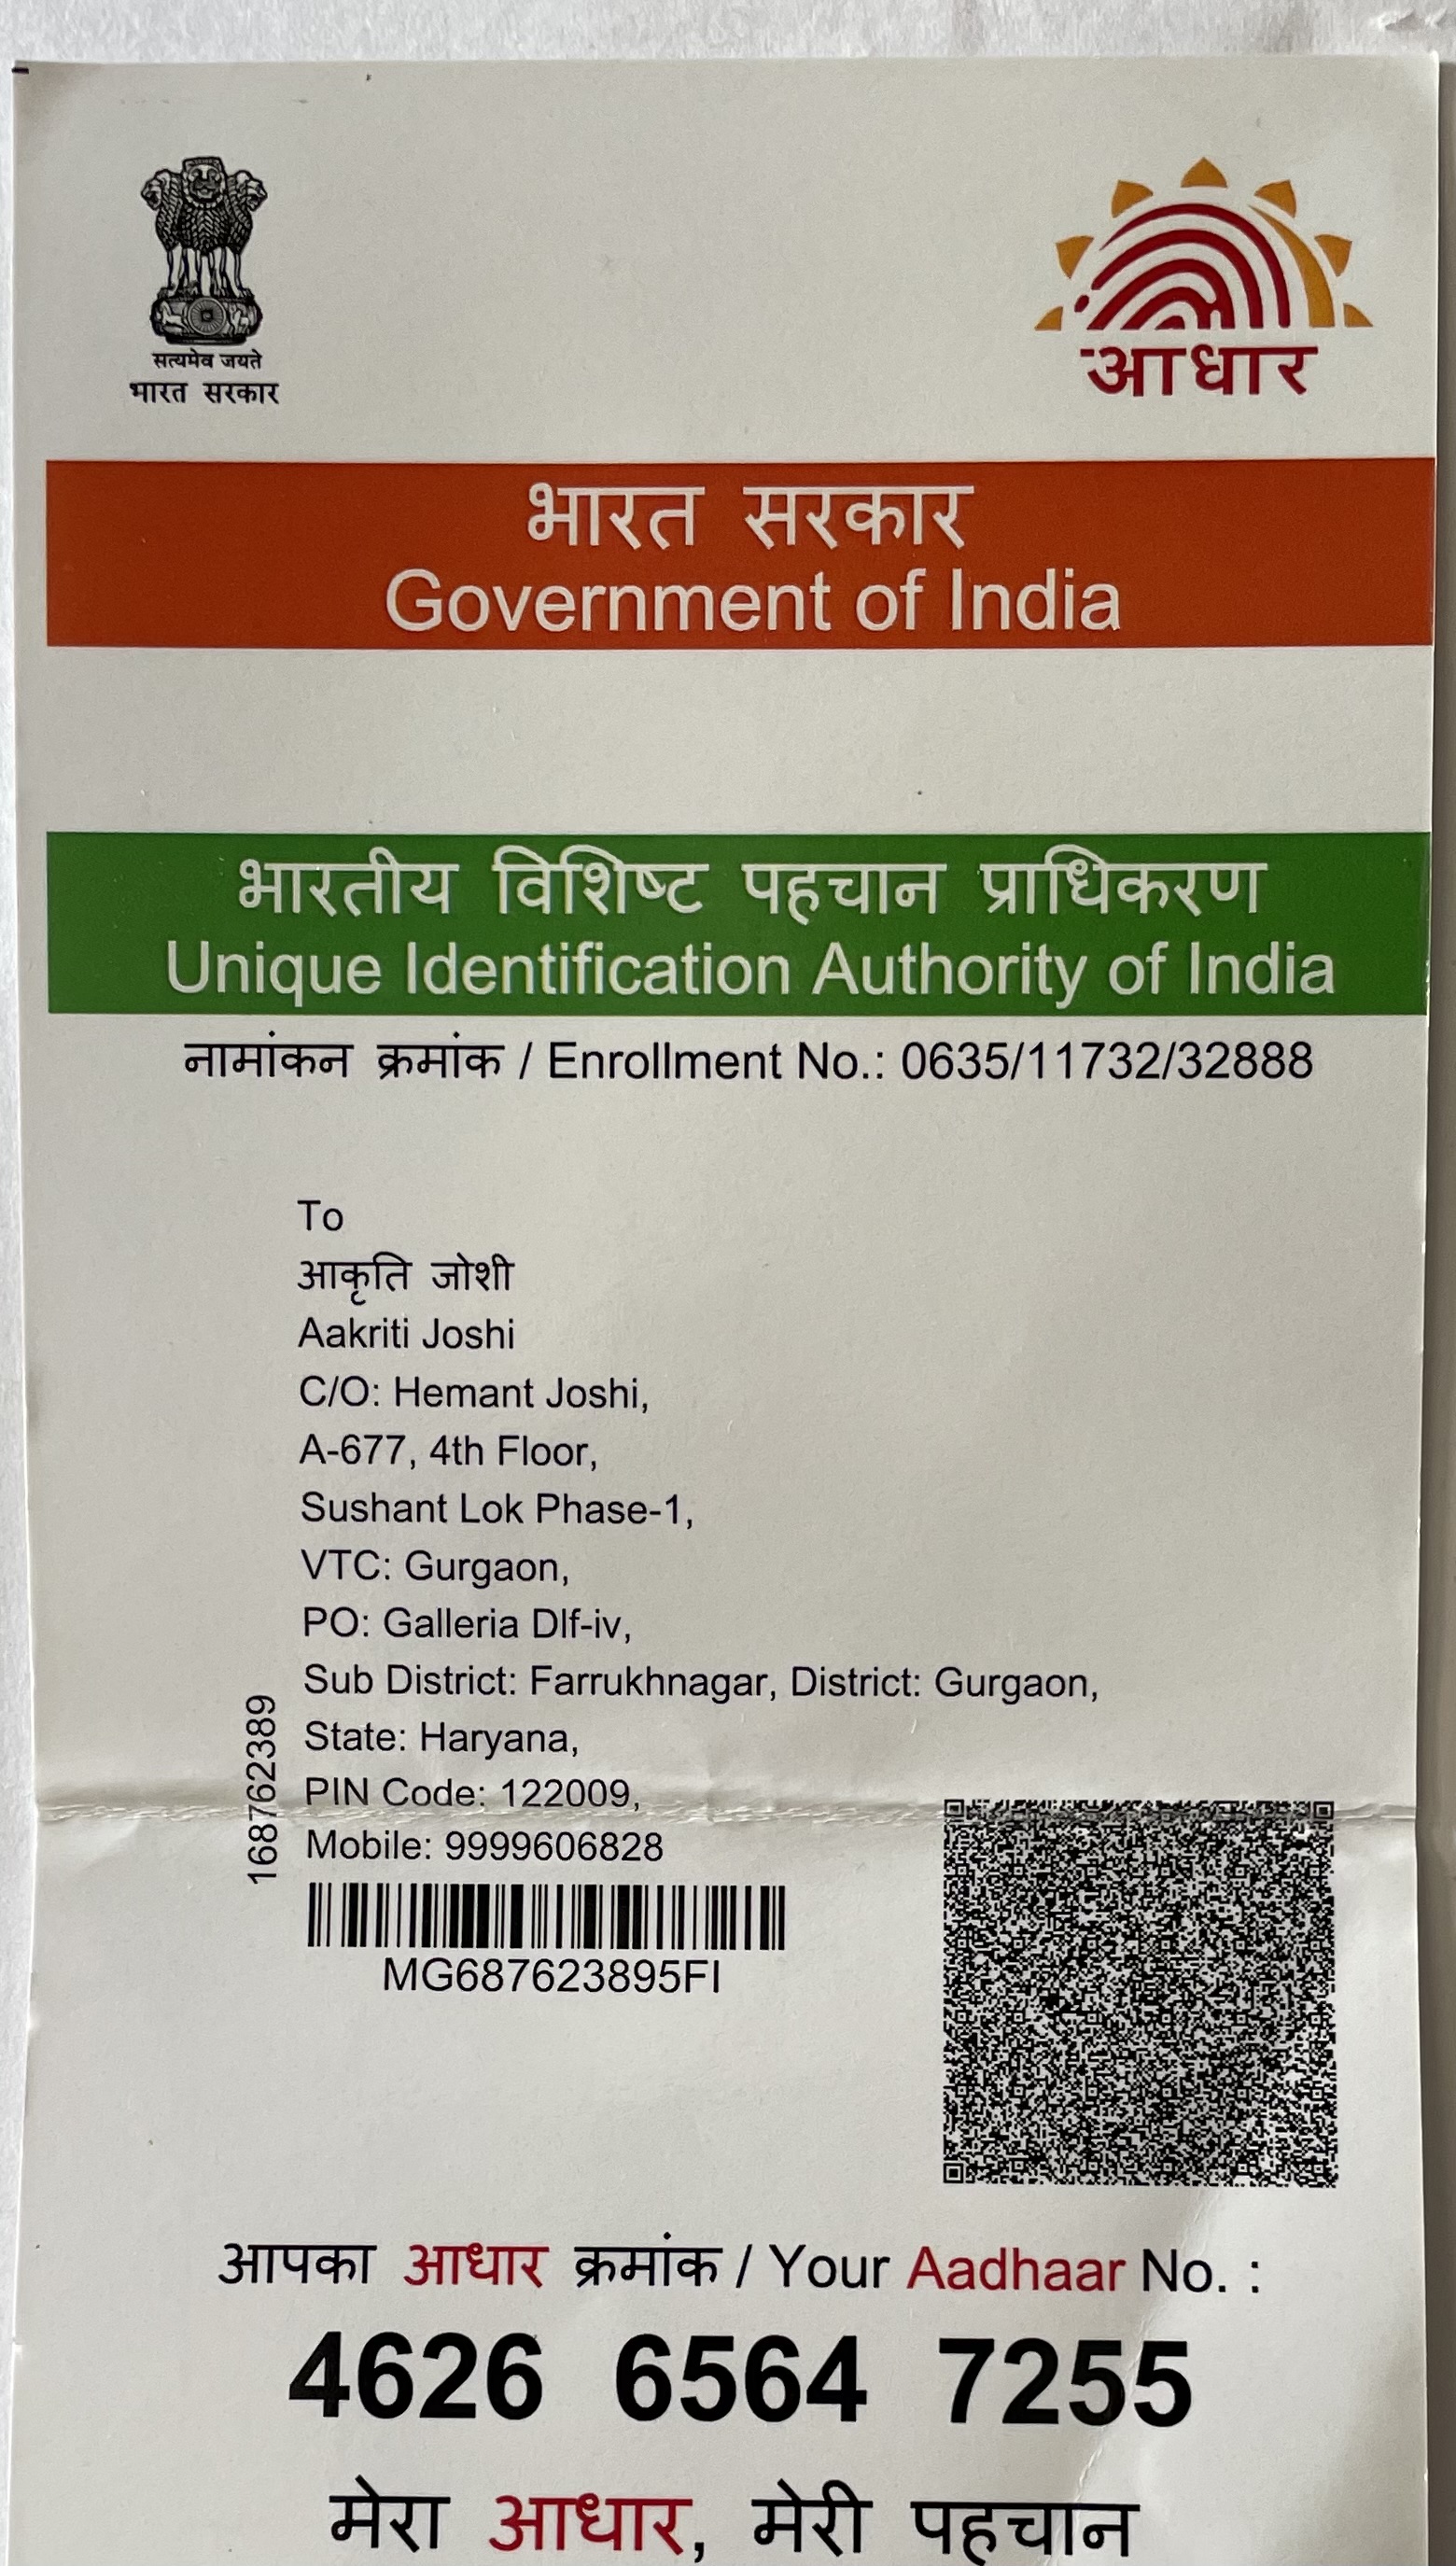 सत्यमेव जयते
भारत सरकार
आधार
भारत सरकार
Government of India
भारतीय विशिष्ट पहचान प्राधिकरण
Unique Identification Authority of India
नामांकन क्रमांक / Enrollment No.: 0635/11732/32888
To
आकृति जोशी
Aakriti Joshi
C/O: Hemant Joshi,
A-677, 4th Floor,
Sushant Lok Phase-1,
VTC: Gurgaon,
PO: Galleria Dlf-iv,
Sub District: Farrukhnagar, District: Gurgaon,
State: Haryana,
PIN Code: 122009,
Mobile: 9999606828
168762389
MG687623895FI
आपका आधार क्रमांक / Your Aadhaar No. :
4626 6564 7255
मेरा आधार, मेरी पहचान